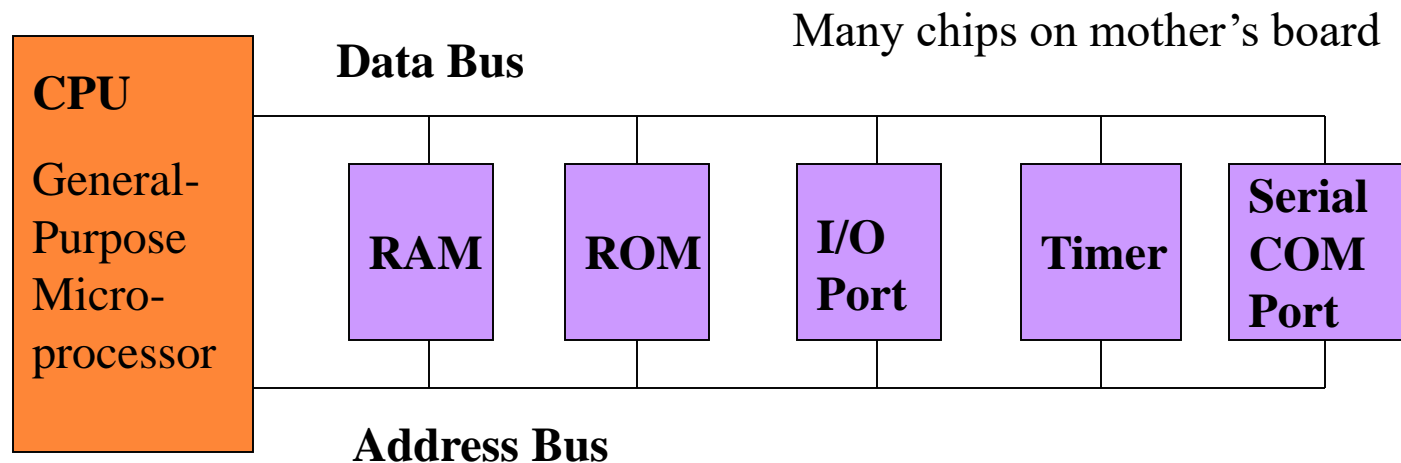 Many chips on mother’s board
Data Bus
CPU
General-
Purpose
Micro-
processor
RAM
ROM
I/O
Port
Timer
Serial
COM
Port
Address Bus